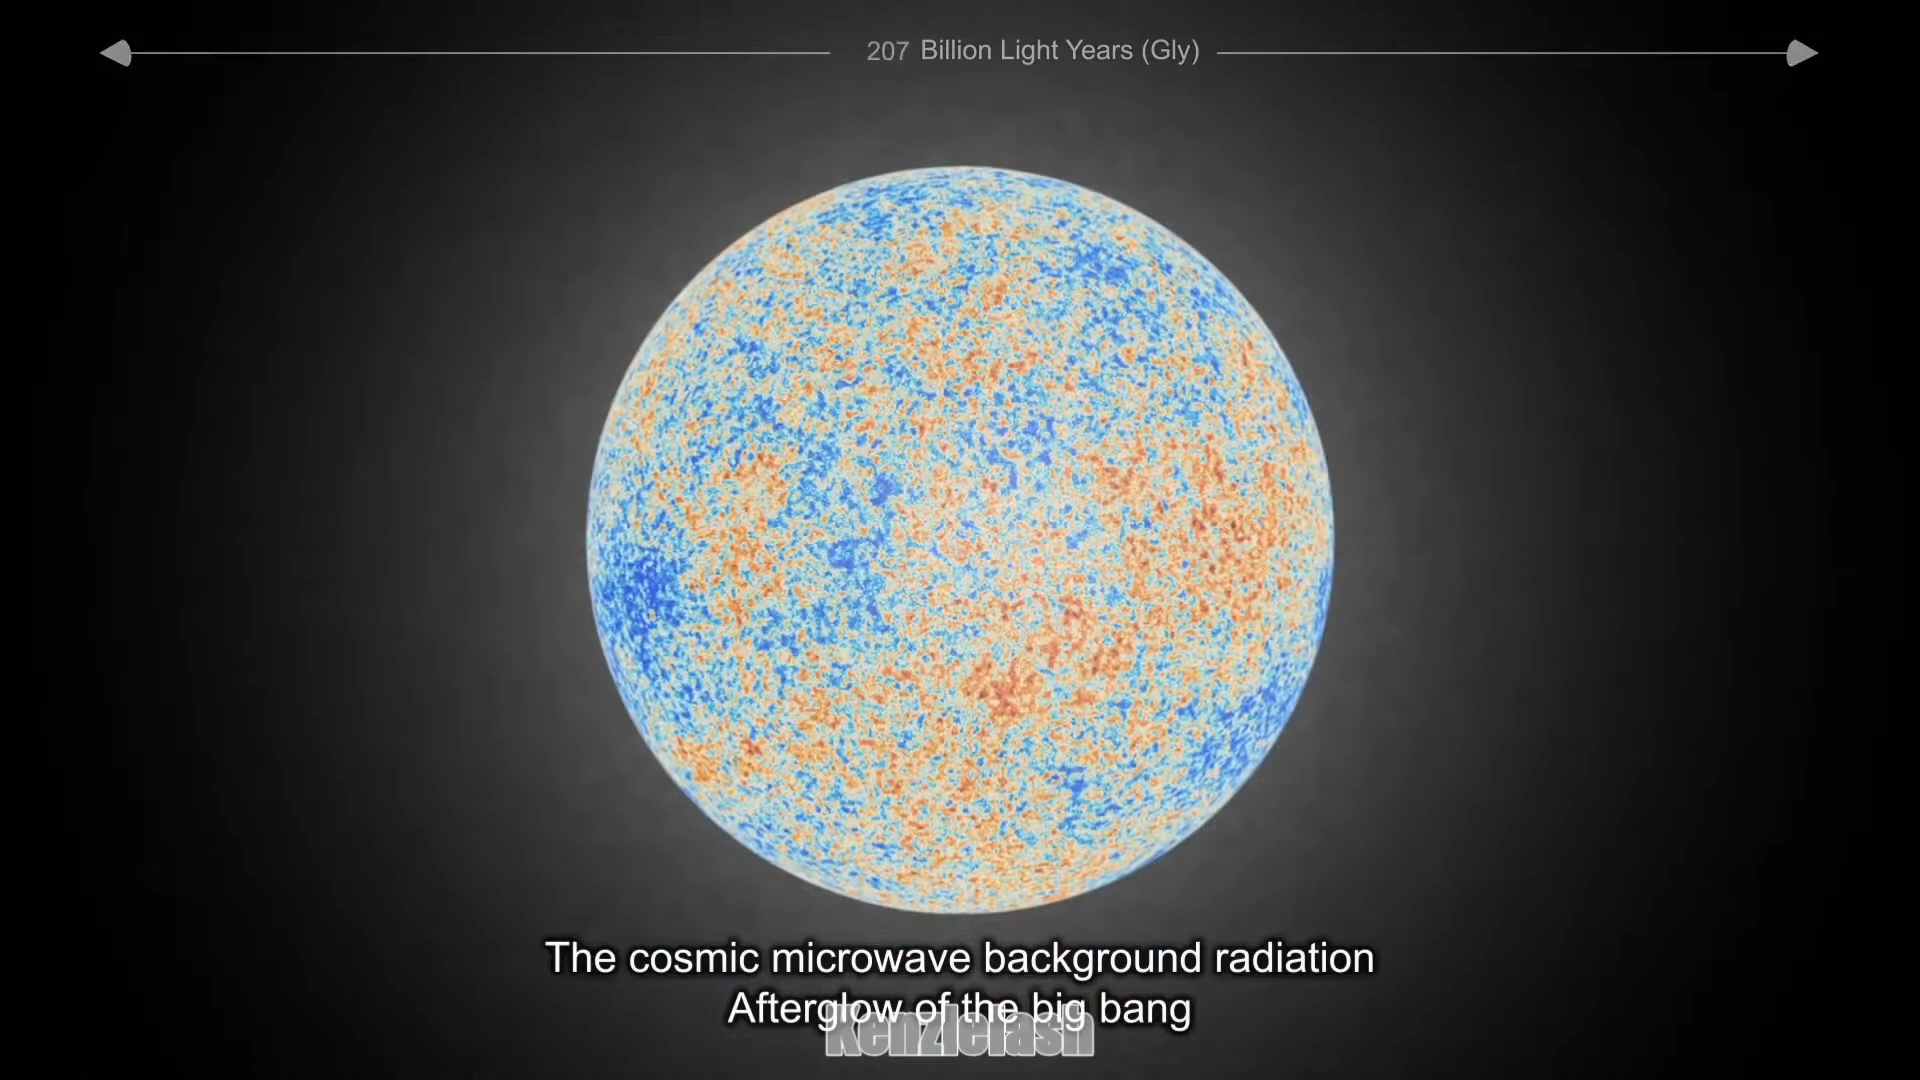 207 Billion Light Years (Gly)
The cosmic microwave background radiation
Afterglow of the big bang